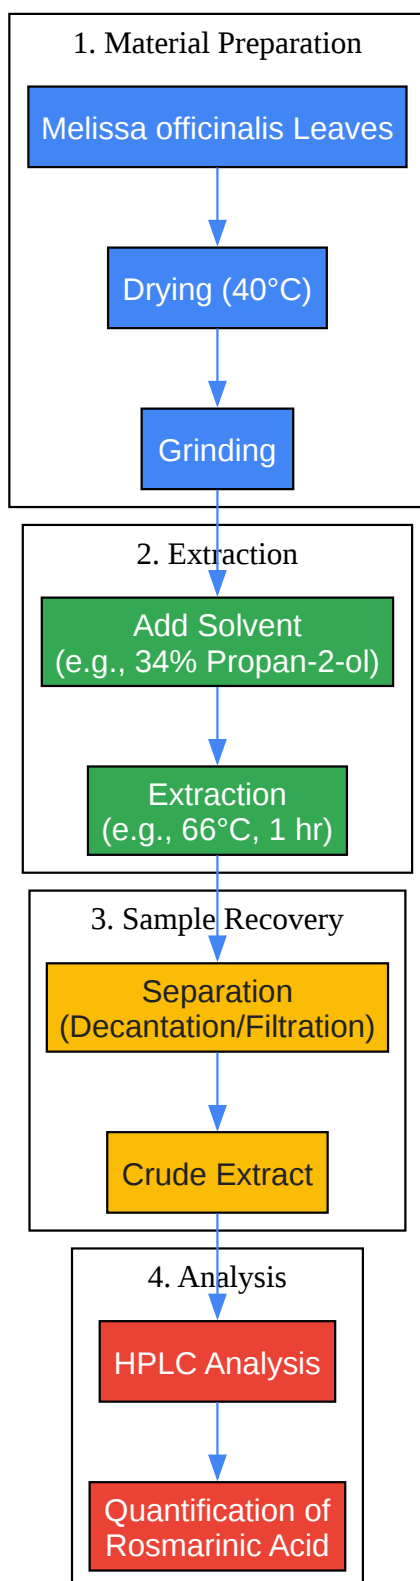 1. Material Preparation
Melissa officinalis Leaves
Drying (40°C)
Grinding
2. Extraction
Add Solvent
(e.g., 34% Propan-2-ol)
Extraction
(e.g., 66°C, 1 hr)
3. Sample Recovery
Separation
(Decantation/Filtration)
Crude Extract
4. Analysis
HPLC Analysis
Quantification of
Rosmarinic Acid